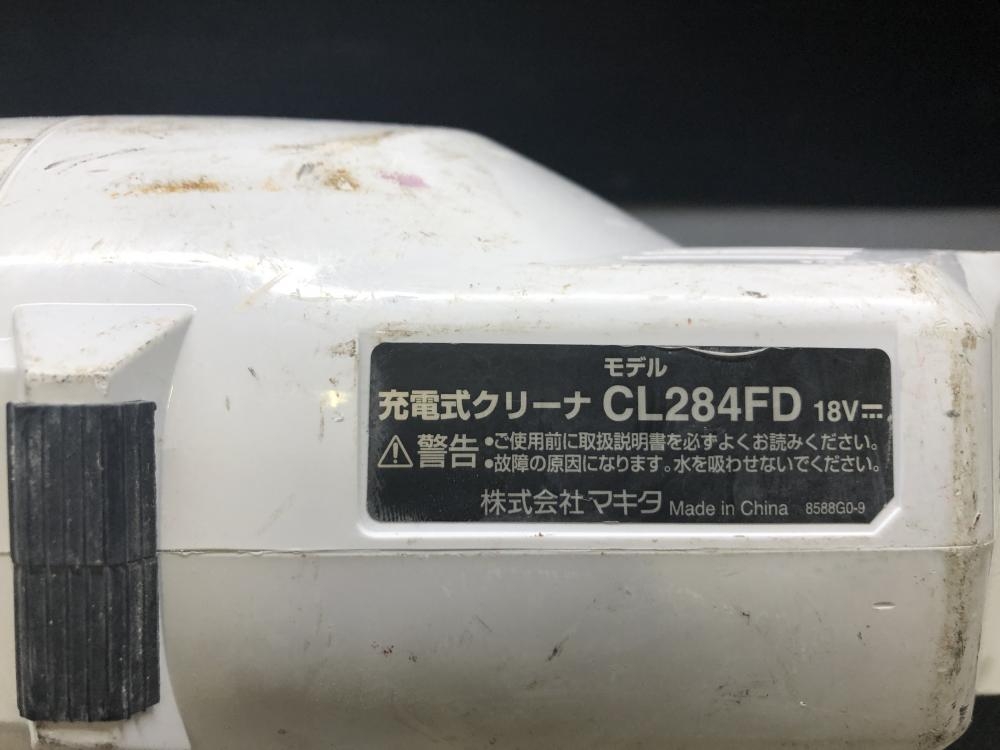 モデル
充電式クリーナ CL284FD 18V⎓
⚠警告 •ご使用前に取扱説明書を必ずよくお読みください。
•故障の原因になります。水を吸わせないでください。
株式会社マキタ Made in China 8588G0-9